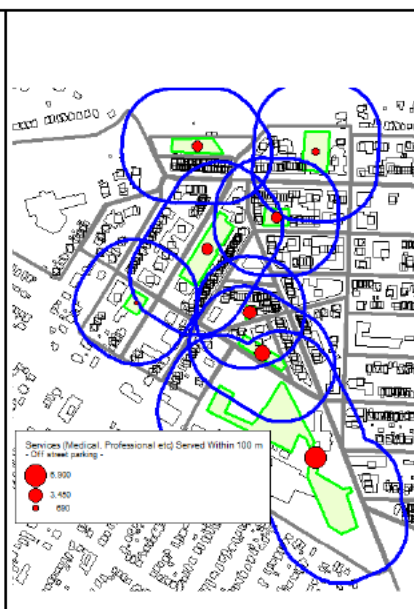 Services (Medical, Professional etc) Served Within 100 m
- Off street parking -
6,900
3,450
690